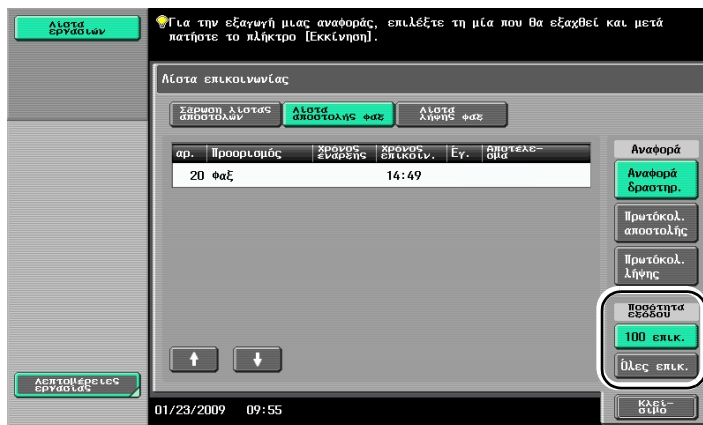 Λίστα
εργασιών
Για την εξαγωγή μιας αναφοράς, επιλέξτε τη μία που θα εξαχθεί και μετά
πατήστε το πλήκτρο [Εκκίνηση].
Λίστα επικοινωνίας
Σάρωση λίστας
αποστολών
Λίστα
αποστολής φαξ
Λίστα
λήψης φαξ
αρ.
Προορισμός
Χρόνος
έναρξης
Χρόνος
επικοιν.
Έγ.
Αποτέλε-
σμα
20 Φαξ 14:49
Αναφορά
Αναφορά
δραστηρ.
Πρωτόκολ.
αποστολής
Πρωτόκολ.
λήψης
Ποσότητα
εξόδου
100 επικ.
Όλες επικ.
Λεπτομέρειες
εργασίας
01/23/2009 09:55
Κλεί-
σιμο